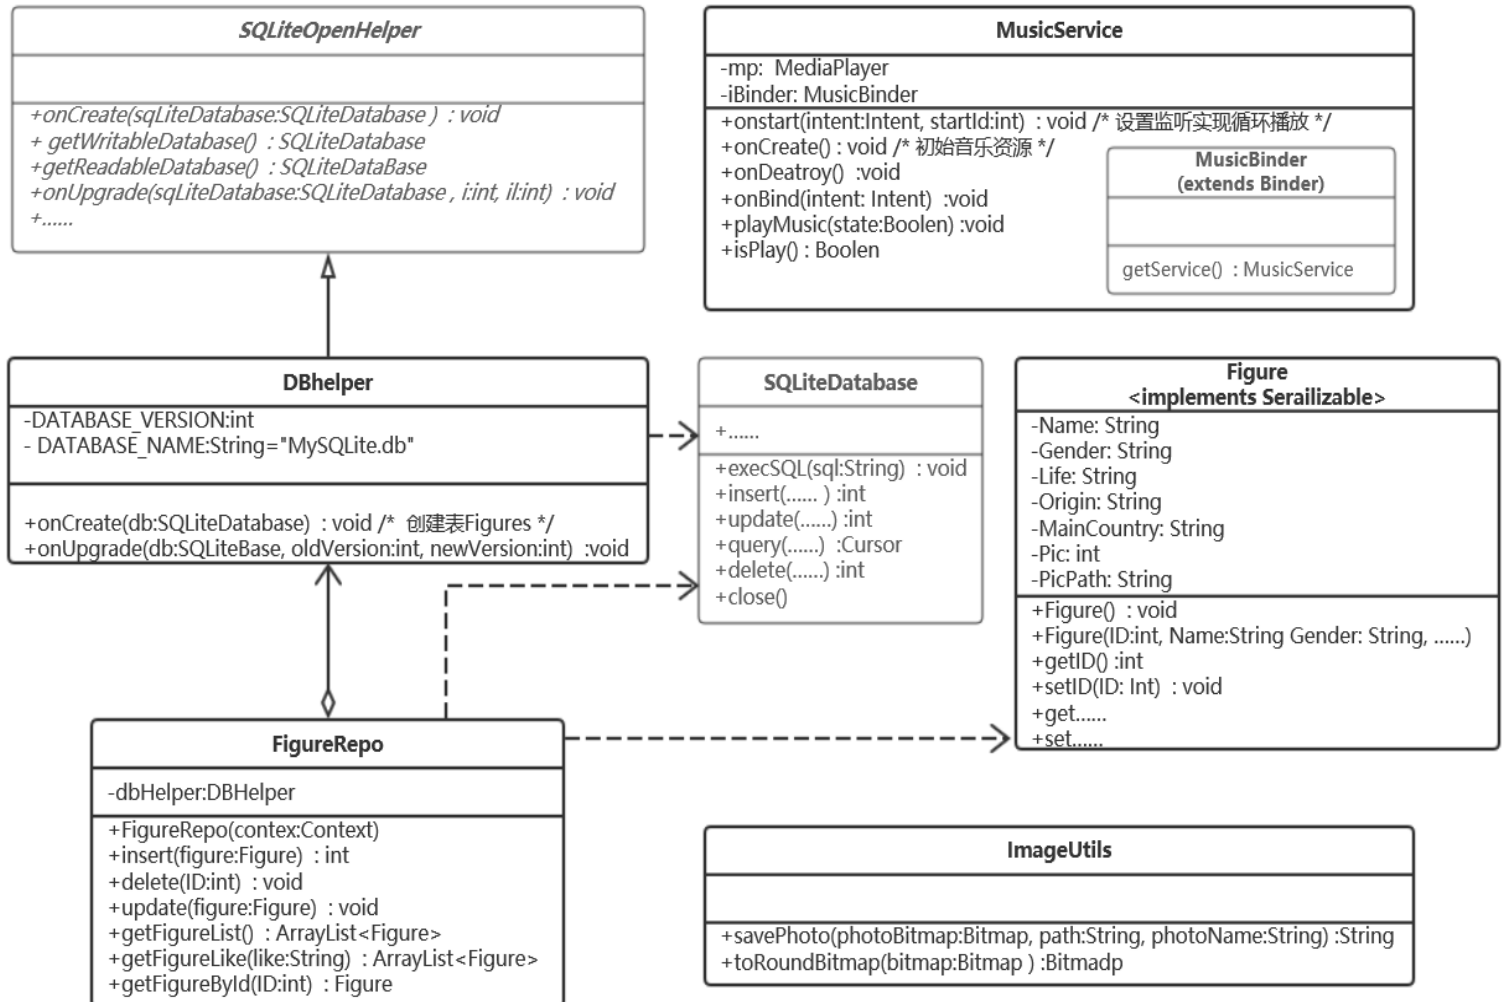 SQLiteOpenHelper
+onCreate(sqLiteDatabase:SQLiteDatabase ) : void
+ getWritableDatabase() : SQLiteDatabase
+getReadableDatabase() : SQLiteDataBase
+onUpgrade(sqLiteDatabase:SQLiteDatabase , i:int, il:int) : void
+......
MusicService
-mp: MediaPlayer
-iBinder: MusicBinder
+onstart(intent:Intent, startId:int) : void /* 设置监听实现循环播放 */
+onCreate() : void /* 初始音乐资源 */
+onDeatroy() :void
+onBind(intent: Intent) :void
+playMusic(state:Boolen) :void
+isPlay() : Boolen
MusicBinder
(extends Binder)
getService() : MusicService
DBhelper
-DATABASE_VERSION:int
- DATABASE_NAME:String="MySQLite.db"
+onCreate(db:SQLiteDatabase) : void /* 创建表Figures */
+onUpgrade(db:SQLiteBase, oldVersion:int, newVersion:int) :void
SQLiteDatabase
+......
+execSQL(sql:String) : void
+insert(...... ) :int
+update(......) :int
+query(......) :Cursor
+delete(......) :int
+close()
Figure
<implements Serailizable>
-Name: String
-Gender: String
-Life: String
-Origin: String
-MainCountry: String
-Pic: int
-PicPath: String
+Figure() : void
+Figure(ID:int, Name:String Gender: String, ......)
+getID() :int
+setID(ID: Int) : void
+get......
+set......
FigureRepo
-dbHelper:DBHelper
+FigureRepo(contex:Context)
+insert(figure:Figure) : int
+delete(ID:int) : void
+update(figure:Figure) : void
+getFigureList() : ArrayList<Figure>
+getFigureLike(like:String) : ArrayList<Figure>
+getFigureById(ID:int) : Figure
ImageUtils
+savePhoto(photoBitmap:Bitmap, path:String, photoName:String) :String
+toRoundBitmap(bitmap:Bitmap ) :Bitmadp